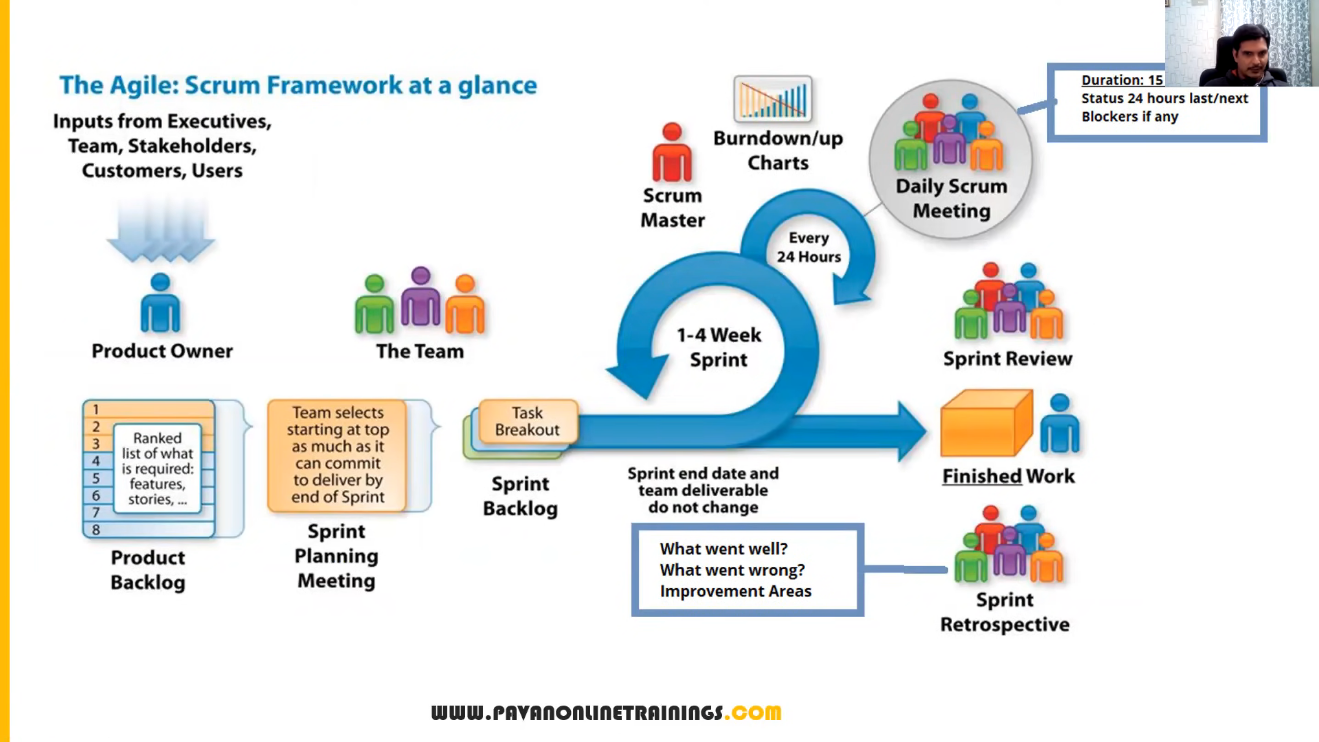 The Agile: Scrum Framework at a glance
Inputs from Executives,
Team, Stakeholders,
Customers, Users
Product Owner
The Team
1
2
3
4
5
6
7
8
Ranked
list of what
is required:
features,
stories, ...
Product
Backlog
Team selects
starting at top
as much as it
can commit
to deliver by
end of Sprint
Sprint
Planning
Meeting
Task
Breakout
Sprint
Backlog
Scrum
Master
Burndown/up
Charts
Every
24 Hours
1-4 Week
Sprint
Sprint end date and
team deliverable
do not change
Daily Scrum
Meeting
Duration: 15
Status 24 hours last/next
Blockers if any
Sprint Review
Finished Work
What went well?
What went wrong?
Improvement Areas
Sprint
Retrospective
WWW.PAVANONLINETRAININGS.COM